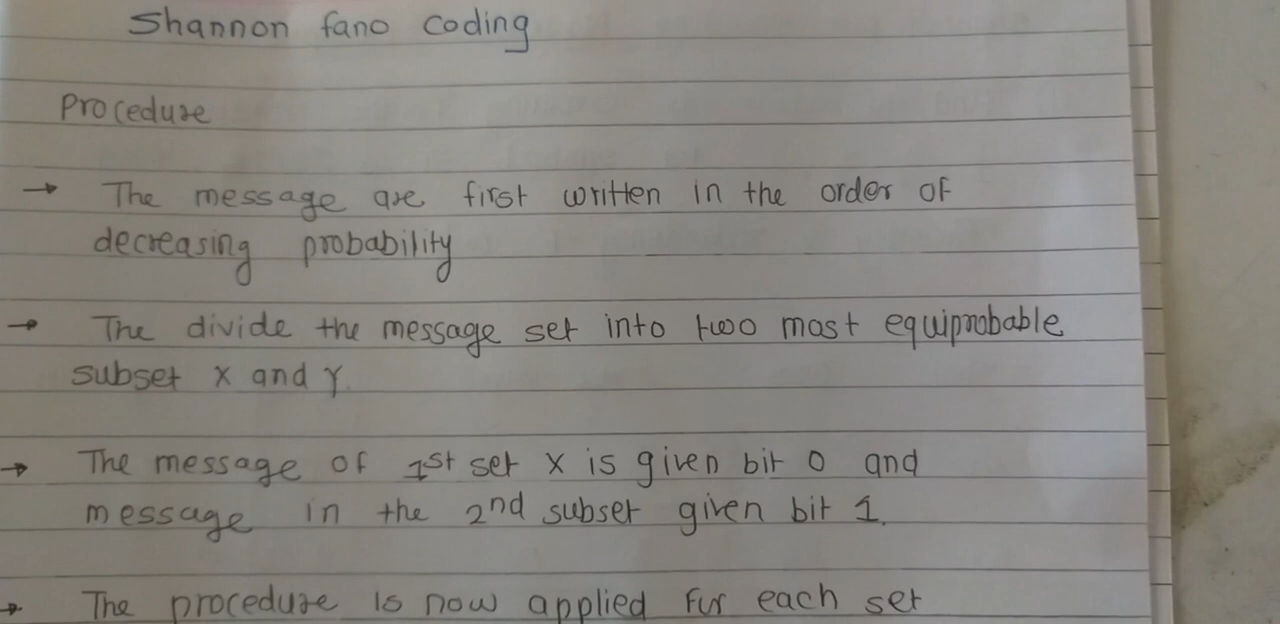 Shannon fano coding
Procedure
→ The message are first written in the order of
decreasing probability
→ The divide the message set into two most equiprobable
subset X and Y.
→ The message of 1st set X is given bit 0 and
message in the 2nd subset given bit 1.
→ The procedure is now applied for each set